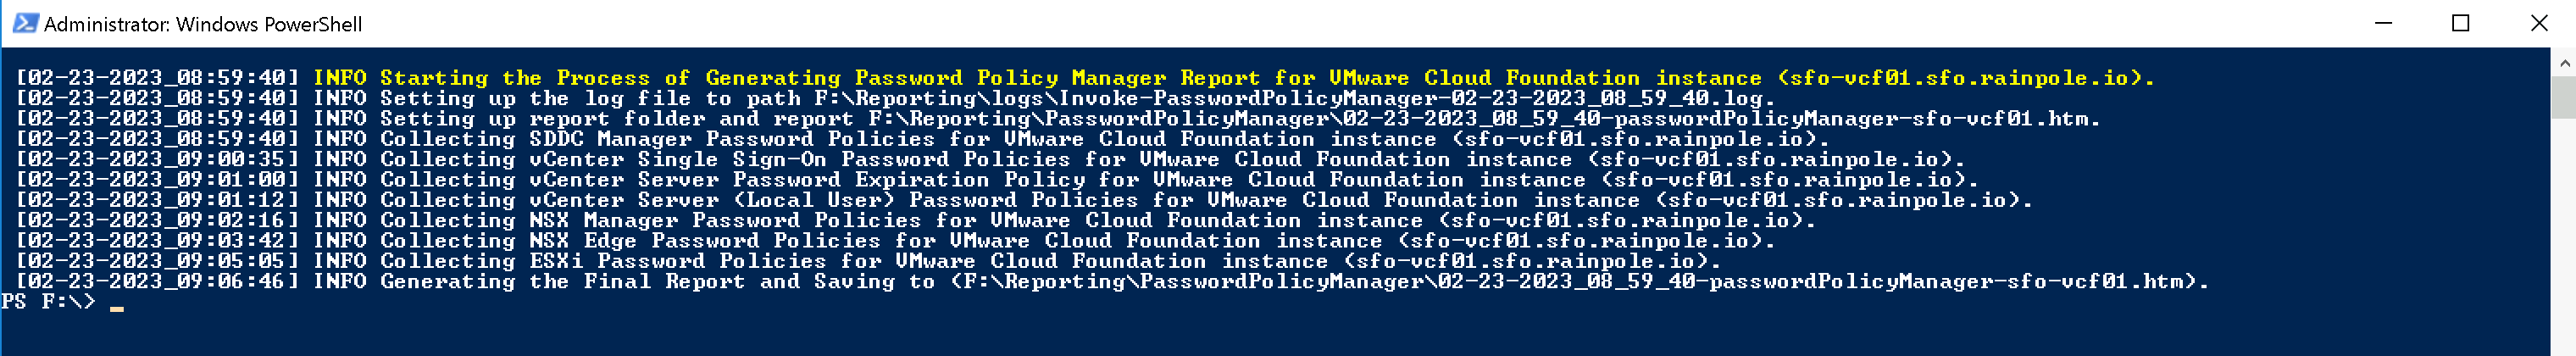 Administrator: Windows PowerShell
[02-23-2023_08:59:40] INFO Starting the Process of Generating Password Policy Manager Report for VMware Cloud Foundation instance (sfo-vcf01.sfo.rainpole.io).
[02-23-2023_08:59:40] INFO Setting up the log file to path F:\Reporting\logs\Invoke-PasswordPolicyManager-02-23-2023_08_59_40.log.
[02-23-2023_08:59:40] INFO Setting up report folder and report F:\Reporting\PasswordPolicyManager\02-23-2023_08_59_40-passwordPolicyManager-sfo-vcf01.htm.
[02-23-2023_08:59:40] INFO Collecting SDDC Manager Password Policies for VMware Cloud Foundation instance (sfo-vcf01.sfo.rainpole.io).
[02-23-2023_09:00:35] INFO Collecting vCenter Single Sign-On Password Policies for VMware Cloud Foundation instance (sfo-vcf01.sfo.rainpole.io).
[02-23-2023_09:01:00] INFO Collecting vCenter Server Password Expiration Policy for VMware Cloud Foundation instance (sfo-vcf01.sfo.rainpole.io).
[02-23-2023_09:01:12] INFO Collecting vCenter Server (Local User) Password Policies for VMware Cloud Foundation instance (sfo-vcf01.sfo.rainpole.io).
[02-23-2023_09:02:16] INFO Collecting NSX Manager Password Policies for VMware Cloud Foundation instance (sfo-vcf01.sfo.rainpole.io).
[02-23-2023_09:03:42] INFO Collecting NSX Edge Password Policies for VMware Cloud Foundation instance (sfo-vcf01.sfo.rainpole.io).
[02-23-2023_09:05:05] INFO Collecting ESXi Password Policies for VMware Cloud Foundation instance (sfo-vcf01.sfo.rainpole.io).
[02-23-2023_09:06:46] INFO Generating the Final Report and Saving to (F:\Reporting\PasswordPolicyManager\02-23-2023_08_59_40-passwordPolicyManager-sfo-vcf01.htm).
PS F:\> _